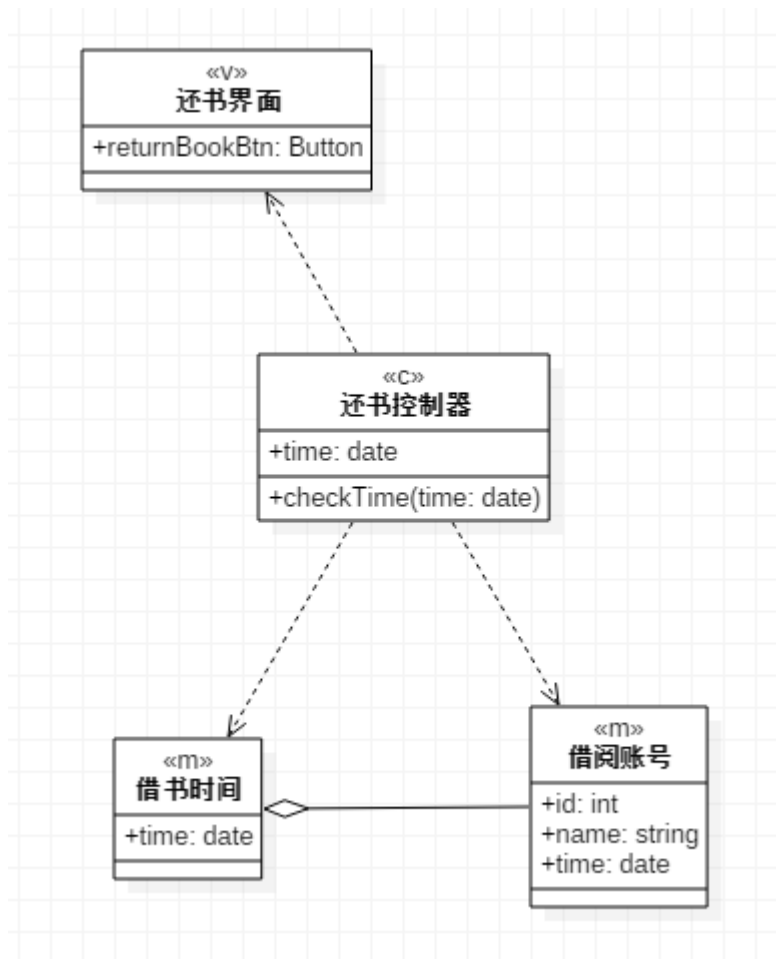 «v»
还书界面
+returnBookBtn: Button
«c»
还书控制器
+time: date
+checkTime(time: date)
«m»
借书时间
+time: date
«m»
借阅账号
+id: int
+name: string
+time: date